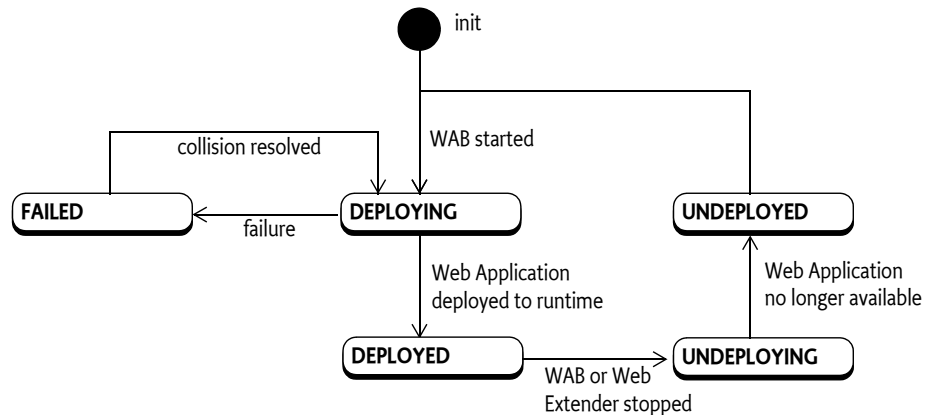 init
WAB started
collision resolved
FAILED
failure
DEPLOYING
UNDEPLOYED
Web Application
deployed to runtime
Web Application
no longer available
DEPLOYED
WAB or Web
Extender stopped
UNDEPLOYING